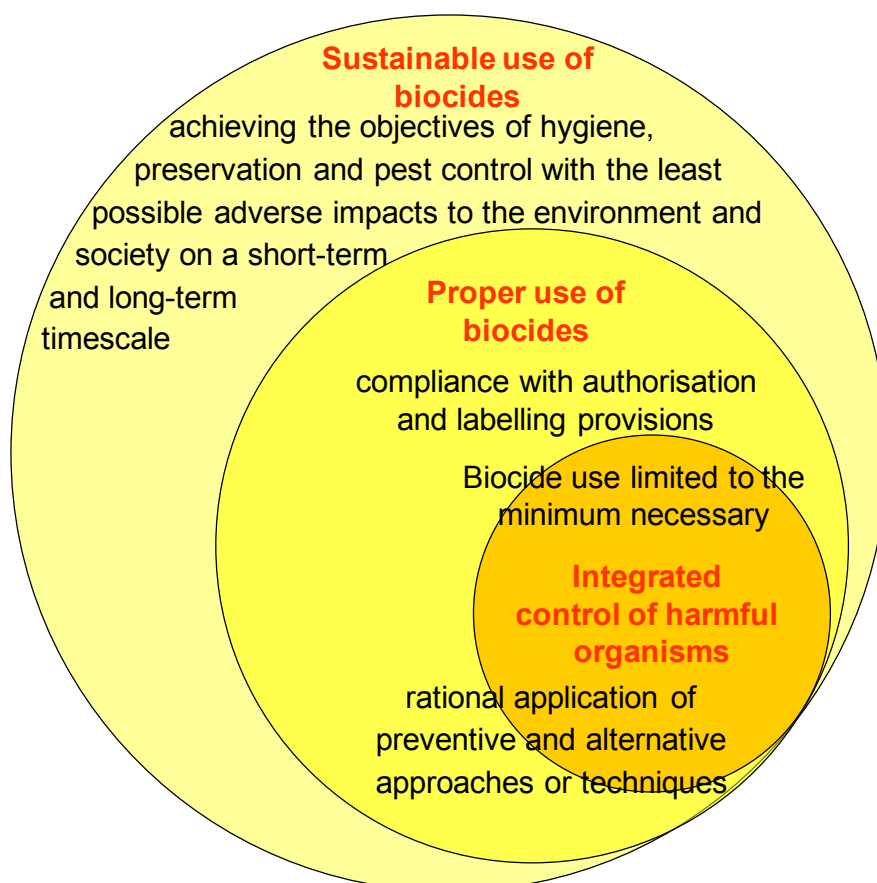 Sustainable use of
biocides
achieving the objectives of hygiene,
preservation and pest control with the least
possible adverse impacts to the environment and
society on a short-term
and long-term
timescale
Proper use of
biocides
compliance with authorisation
and labelling provisions
Biocide use limited to the
minimum necessary
Integrated
control of harmful
organisms
rational application of
preventive and alternative
approaches or techniques